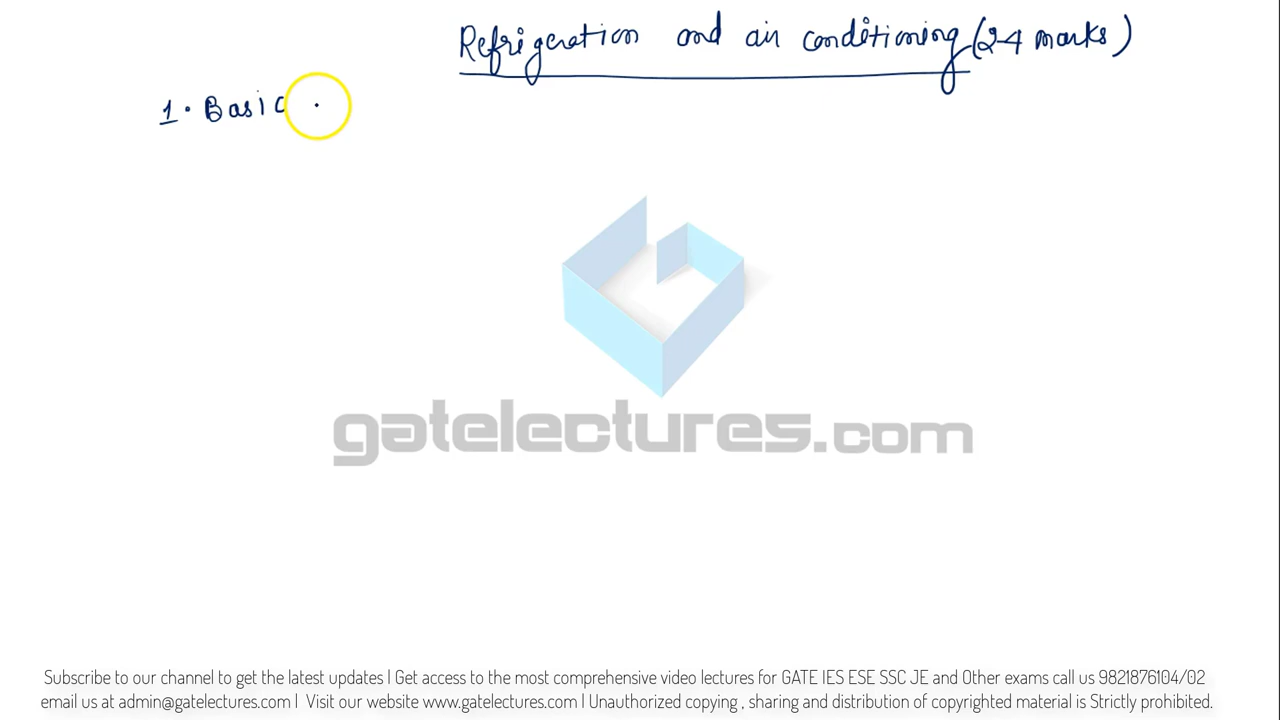 Refrigeration and air conditioning (2-4 marks)
1. Basic
gatelectures.com
Subscribe to our channel to get the latest updates | Get access to the most comprehensive video lectures for GATE IES ESE SSC JE and Other exams call us 9821876104/02
email us at admin@gatelectures.com | Visit our website www.gatelectures.com | Unauthorized copying , sharing and distribution of copyrighted material is Strictly prohibited.